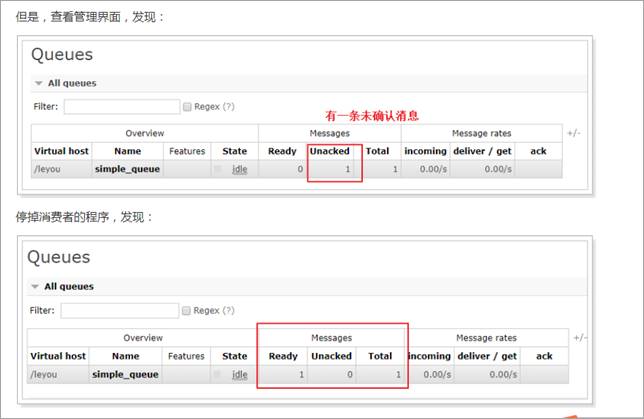 但是，查看管理界面，发现：
Queues
All queues
Filter: Regex (?)
有一条未确认消息
Overview Messages Message rates +/-
Virtual host Name Features State Ready Unacked Total incoming deliver / get ack
/leyou simple_queue idle 0 1 1 0.00/s 0.00/s
停掉消费者的程序，发现：
Queues
All queues
Filter: Regex (?)
Overview Messages Message rates +/-
Virtual host Name Features State Ready Unacked Total incoming deliver / get ack
/leyou simple_queue idle 1 0 1 0.00/s 0.00/s